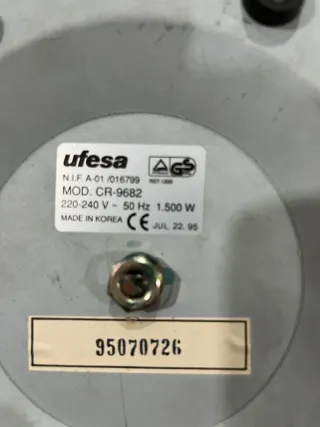 ufesa
N.I.F. A-01 /016799
MOD. CR-9682
220-240 V ~ 50 Hz 1.500 W
MADE IN KOREA CE JUL, 22, 95
95070726